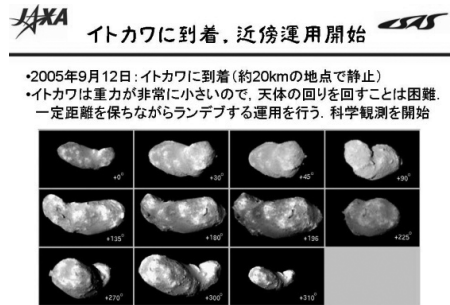 JAXA
イトカワに到着．近傍運用開始
ISAS
•2005年9月12日：イトカワに到着（約20kmの地点で静止）
•イトカワは重力が非常に小さいので，天体の回りを回すことは困難．
一定距離を保ちながらランデブする運用を行う．科学観測を開始
+0° +30° +45° +90°
+135° +180° +196 +225°
+270° +300° +310°